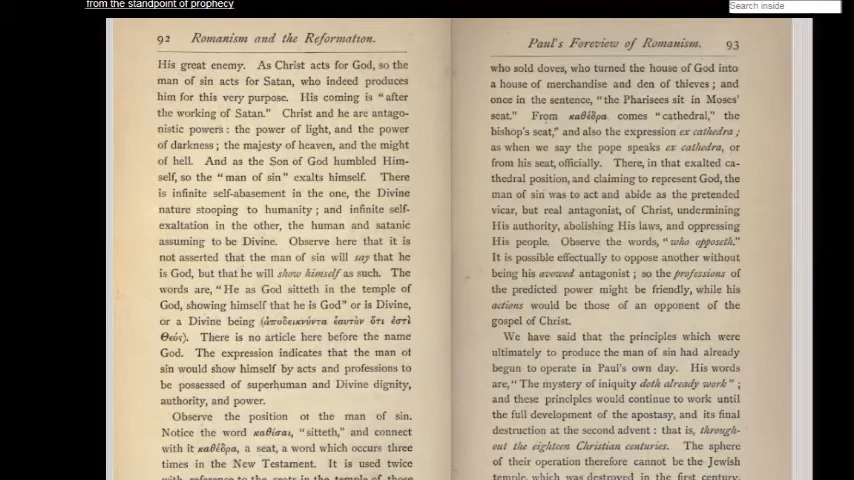 from the standpoint of prophecy
Search inside
92 Romanism and the Reformation.
His great enemy. As Christ acts for God, so the
man of sin acts for Satan, who indeed produces
him for this very purpose. His coming is "after
the working of Satan." Christ and he are antago-
nistic powers: the power of light, and the power
of darkness; the majesty of heaven, and the might
of hell. And as the Son of God humbled Him-
self, so the "man of sin" exalts himself. There
is infinite self-abasement in the one, the Divine
nature stooping to humanity; and infinite self-
exaltation in the other, the human and satanic
assuming to be Divine. Observe here that it is
not asserted that the man of sin will say that he
is God, but that he will show himself as such. The
words are, "He as God sitteth in the temple of
God, showing himself that he is God" or is Divine,
or a Divine being (ἀποδεικνύντα ἑαυτὸν ὅτι ἐστὶ
Θεός). There is no article here before the name
God. The expression indicates that the man of
sin would show himself by acts and professions to
be possessed of superhuman and Divine dignity,
authority, and power.
Observe the position of the man of sin.
Notice the word καθίσαι, "sitteth," and connect
with it καθέδρα, a seat, a word which occurs three
times in the New Testament. It is used twice
with reference to the seats in the temple of those
Paul's Foreview of Romanism. 93
who sold doves, who turned the house of God into
a house of merchandise and den of thieves; and
once in the sentence, "the Pharisees sit in Moses'
seat." From καθέδρα comes "cathedral," the
bishop's seat," and also the expression ex cathedra;
as when we say the pope speaks ex cathedra, or
from his seat, officially. There, in that exalted ca-
thedral position, and claiming to represent God, the
man of sin was to act and abide as the pretended
vicar, but real antagonist, of Christ, undermining
His authority, abolishing His laws, and oppressing
His people. Observe the words, "who opposeth."
It is possible effectually to oppose another without
being his avowed antagonist; so the professions of
the predicted power might be friendly, while his
actions would be those of an opponent of the
gospel of Christ.
We have said that the principles which were
ultimately to produce the man of sin had already
begun to operate in Paul's own day. His words
are, "The mystery of iniquity doth already work";
and these principles would continue to work until
the full development of the apostasy, and its final
destruction at the second advent: that is, through-
out the eighteen Christian centuries. The sphere
of their operation therefore cannot be the Jewish
temple, which was destroyed in the first century.